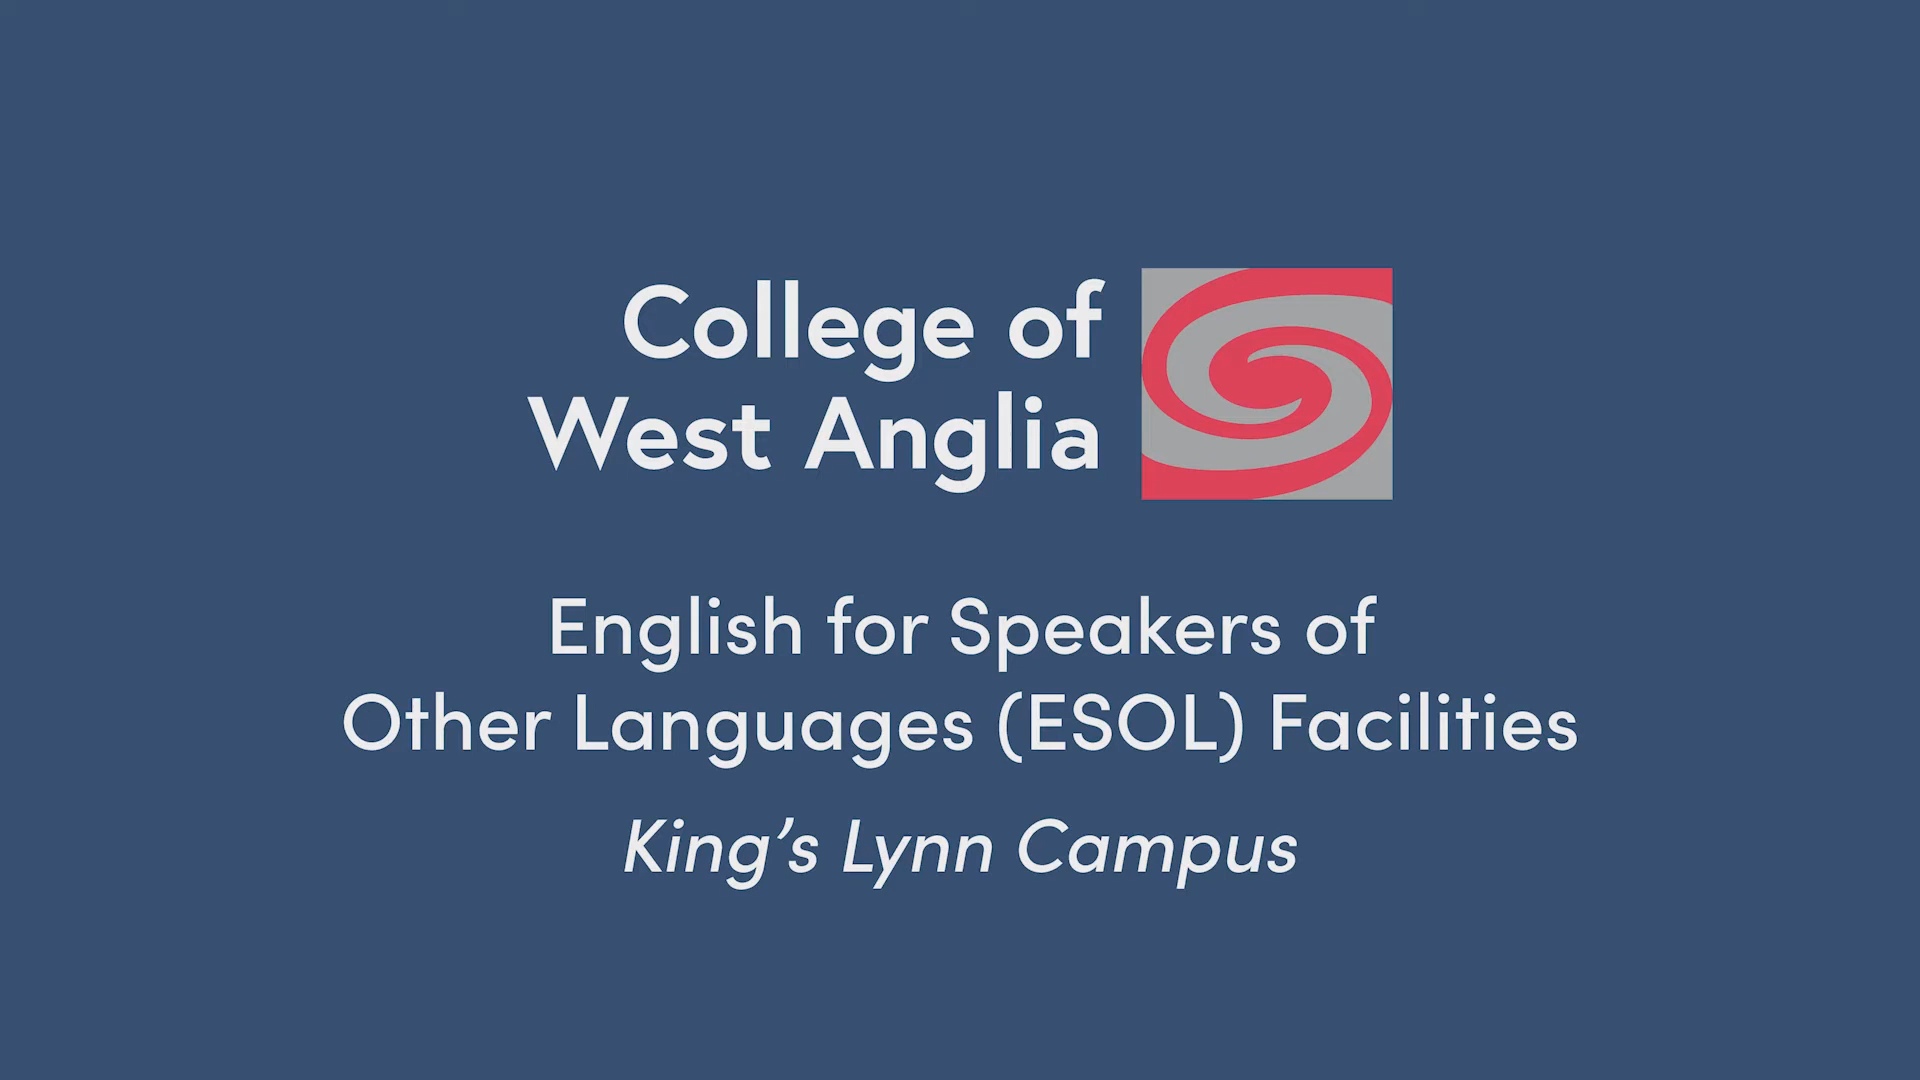 College of
West Anglia
English for Speakers of
Other Languages (ESOL) Facilities
King’s Lynn Campus